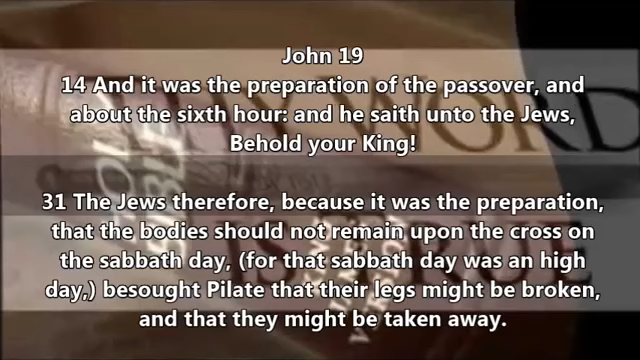 John 19
14 And it was the preparation of the passover, and
about the sixth hour: and he saith unto the Jews,
Behold your King!
31 The Jews therefore, because it was the preparation,
that the bodies should not remain upon the cross on
the sabbath day, (for that sabbath day was an high
day,) besought Pilate that their legs might be broken,
and that they might be taken away.
HOLY
BIBLE
WORD